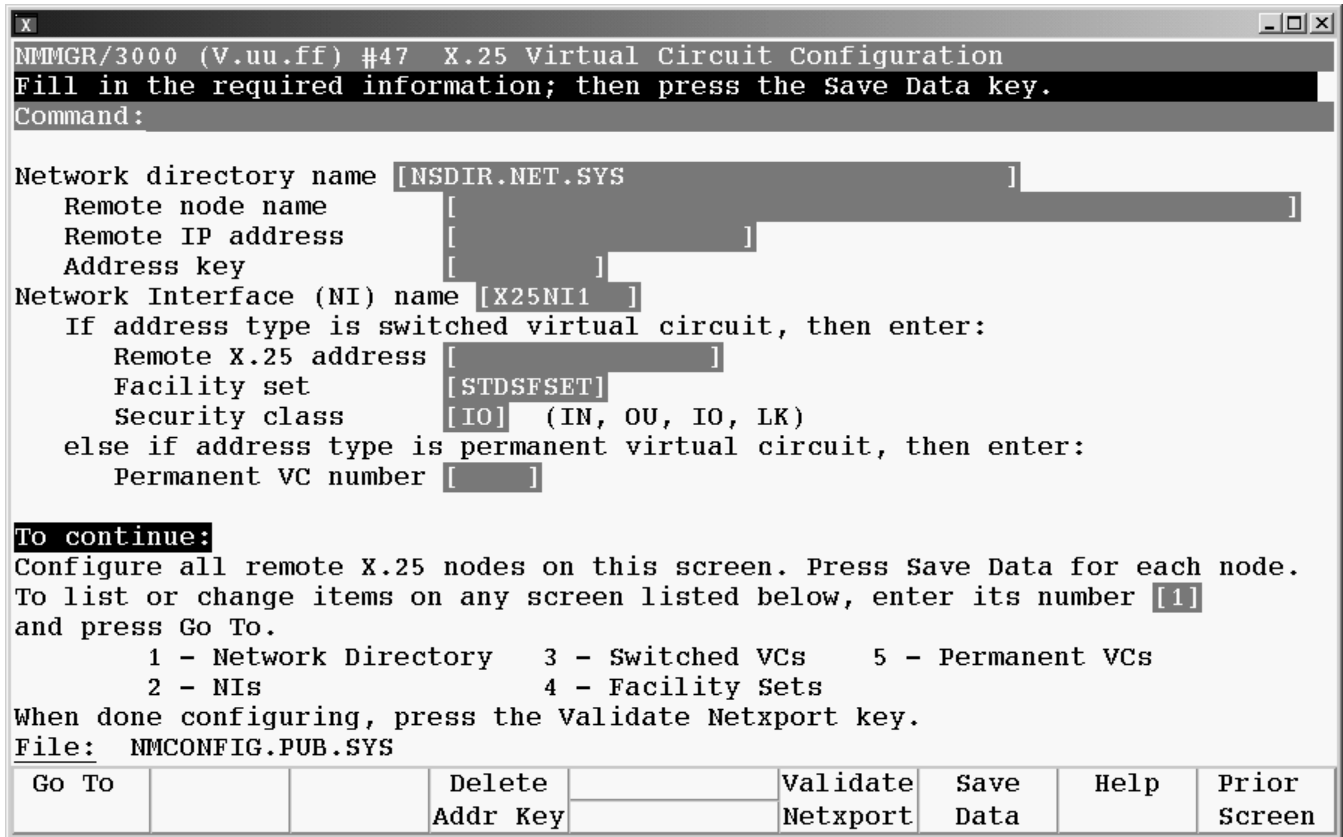 X
NMMGR/3000 (V.uu.ff) #47  X.25 Virtual Circuit Configuration
Fill in the required information; then press the Save Data key.
Command:
Network directory name [NSDIR.NET.SYS                        ]
   Remote node name       [                                                  ]
   Remote IP address      [                 ]
   Address key            [        ]
Network Interface (NI) name [X25NI1  ]
   If address type is switched virtual circuit, then enter:
      Remote X.25 address [               ]
      Facility set        [STDSFSET]
      Security class      [IO]  (IN, OU, IO, LK)
   else if address type is permanent virtual circuit, then enter:
      Permanent VC number [    ]
To continue:
Configure all remote X.25 nodes on this screen. Press Save Data for each node.
To list or change items on any screen listed below, enter its number [1]
and press Go To.
        1 – Network Directory   3 – Switched VCs    5 – Permanent VCs
        2 – NIs                 4 – Facility Sets
When done configuring, press the Validate Netxport key.
File:  NMCONFIG.PUB.SYS
Go To    Delete    Validate    Save    Help    Prior
Addr Key    Netxport    Data    Screen